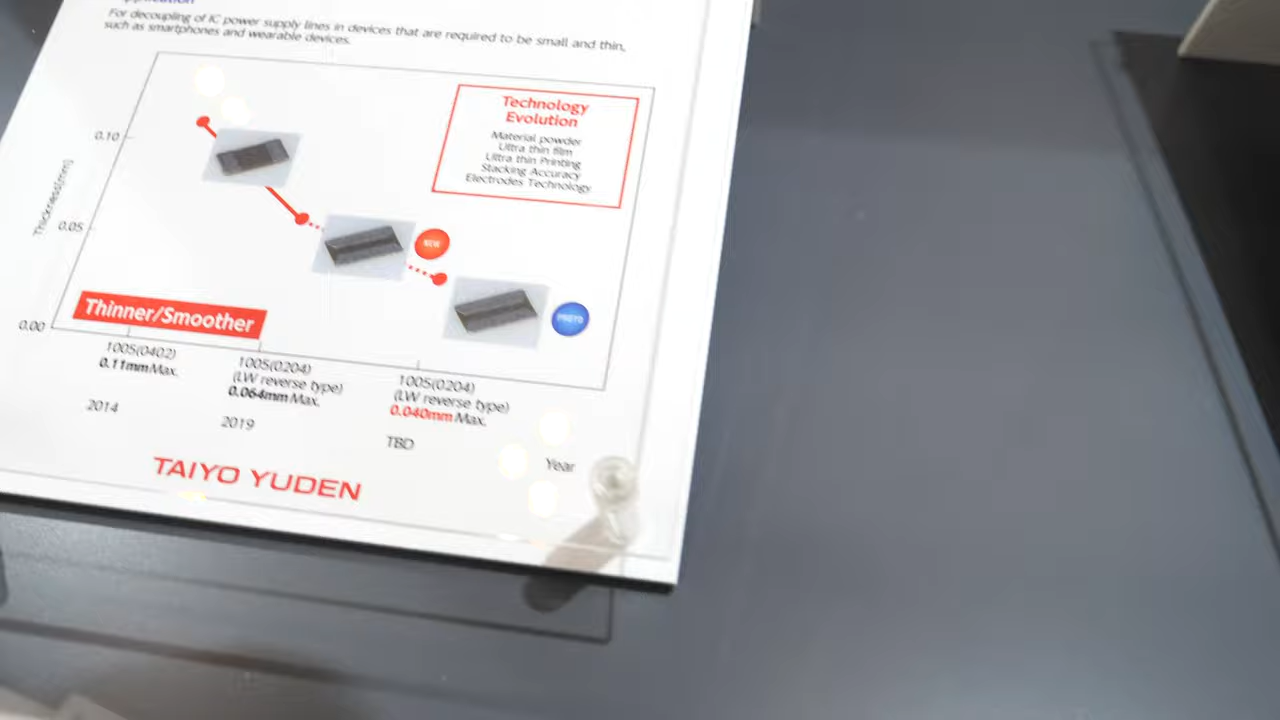 For decoupling of IC power supply lines in devices that are required to be small and thin,
such as smartphones and wearable devices.
Technology
Evolution
Material powder
Ultra thin film
Ultra thin Printing
Stacking Accuracy
Electrodes Technology
Thickness(mm)
0.10
0.05
0.00
NEW
PROTO
Thinner/Smoother
1005(0402)
0.11mm Max.
2014
1005(0204)
(LW reverse type)
0.064mm Max.
2019
1005(0204)
(LW reverse type)
0.040mm Max.
TBD
Year
TAIYO YUDEN